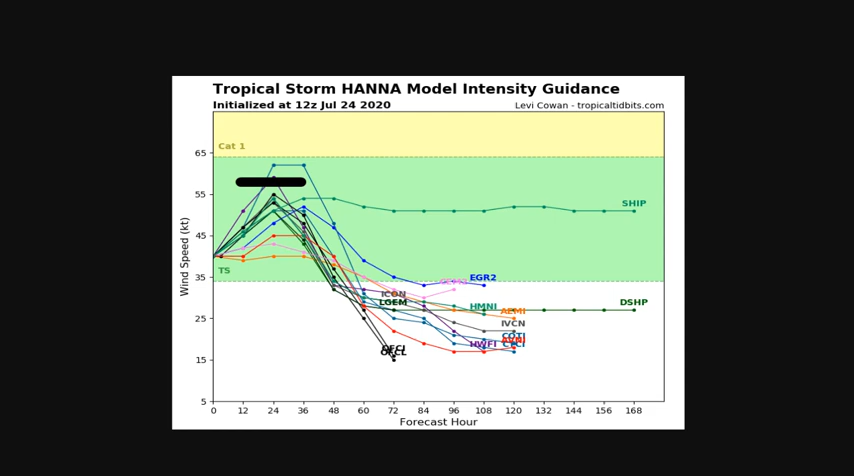 Tropical Storm HANNA Model Intensity Guidance
Initialized at 12z Jul 24 2020
Levi Cowan - tropicaltidbits.com
Cat 1
65
55
SHIP
45
Wind Speed (kt)
35
TS
EGR2
ICON
LGEM
DSHP
HMNI
AEMI
25
IVCN
COTI
HWFI
CTCI
OFCL
15
5
0 12 24 36 48 60 72 84 96 108 120 132 144 156 168
Forecast Hour